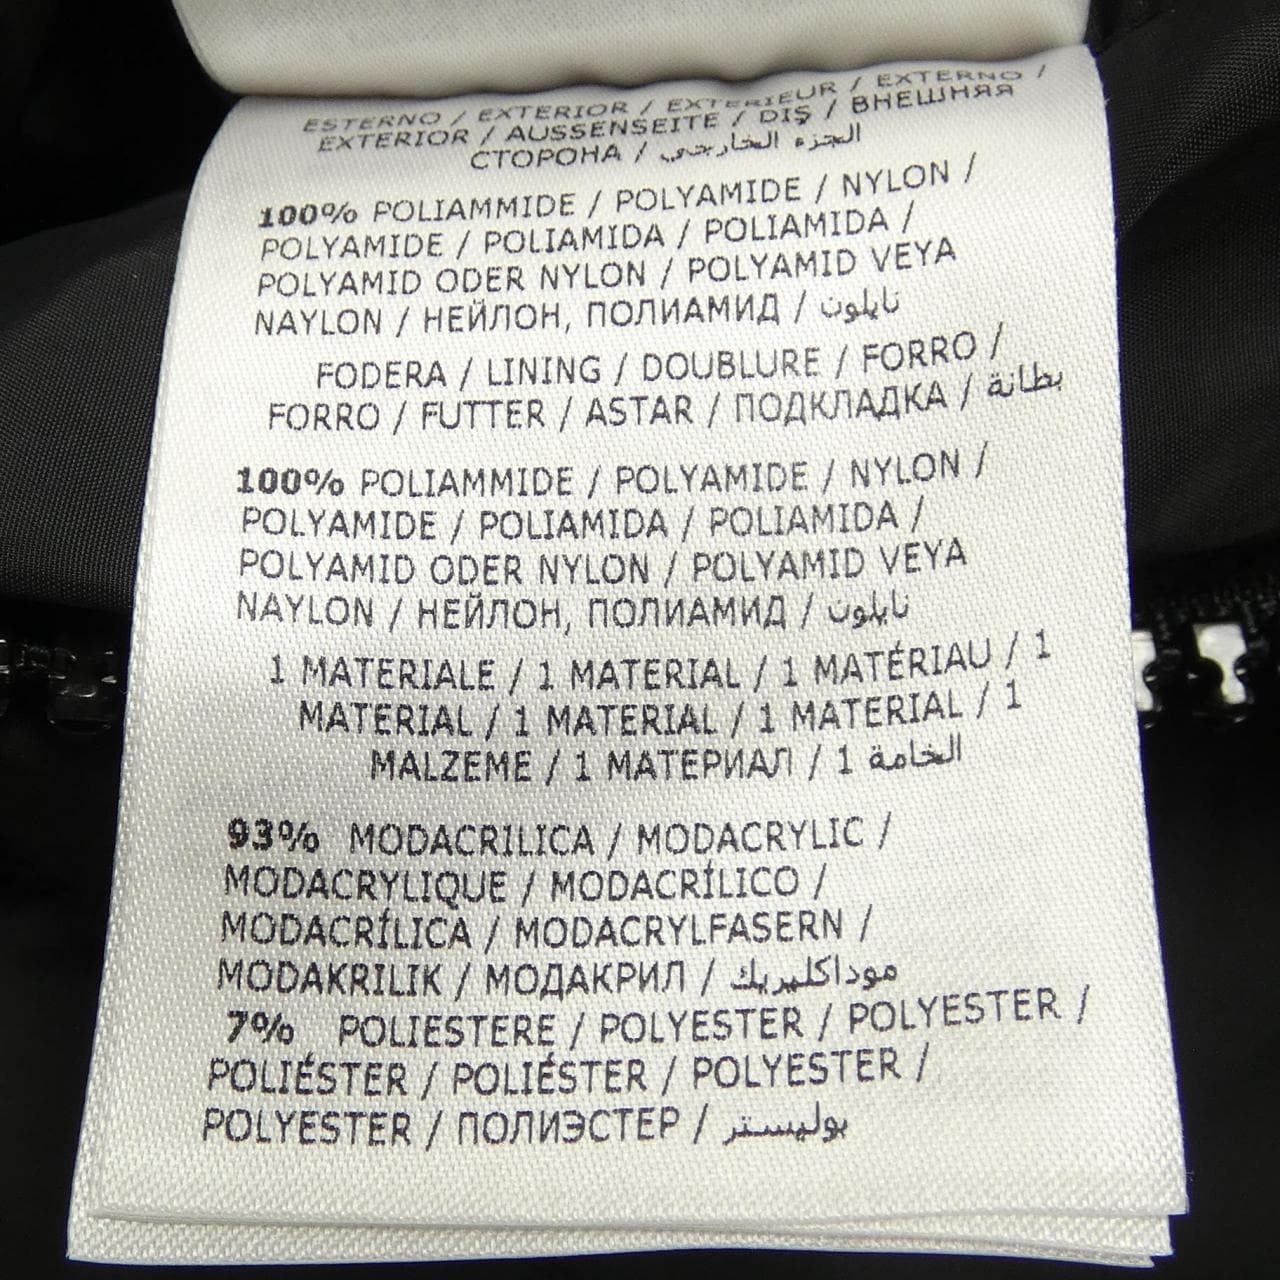 ESTERNO / EXTERIOR / EXTERIEUR / EXTERNO /
EXTERIOR / AUSSENSEITE / DIŞ / ВНЕШНЯЯ
СТОРОНА / الجزء الخارجي
100% POLIAMMIDE / POLYAMIDE / NYLON /
POLYAMIDE / POLIAMIDA / POLIAMIDA /
POLYAMID ODER NYLON / POLYAMID VEYA
NAYLON / НЕЙЛОН, ПОЛИАМИД / نايلون
FODERA / LINING / DOUBLURE / FORRO /
FORRO / FUTTER / ASTAR / ПОДКЛАДКА / بطانة
100% POLIAMMIDE / POLYAMIDE / NYLON /
POLYAMIDE / POLIAMIDA / POLIAMIDA /
POLYAMID ODER NYLON / POLYAMID VEYA
NAYLON / НЕЙЛОН, ПОЛИАМИД / نايلون
1 MATERIALE / 1 MATERIAL / 1 MATÉRIAU / 1
MATERIAL / 1 MATERIAL / 1 MATERIAL / 1
MALZEME / 1 МАТЕРИАЛ / 1 الخامة
93% MODACRILICA / MODACRYLIC /
MODACRYLIQUE / MODACRÍLICO /
MODACRÍLICA / MODACRYLFASERN /
MODAKRILIK / МОДАКРИЛ / موداكليريك
7% POLIESTERE / POLYESTER / POLYESTER /
POLIÉSTER / POLIÉSTER / POLYESTER /
POLYESTER / ПОЛИЭСТЕР / بوليستر